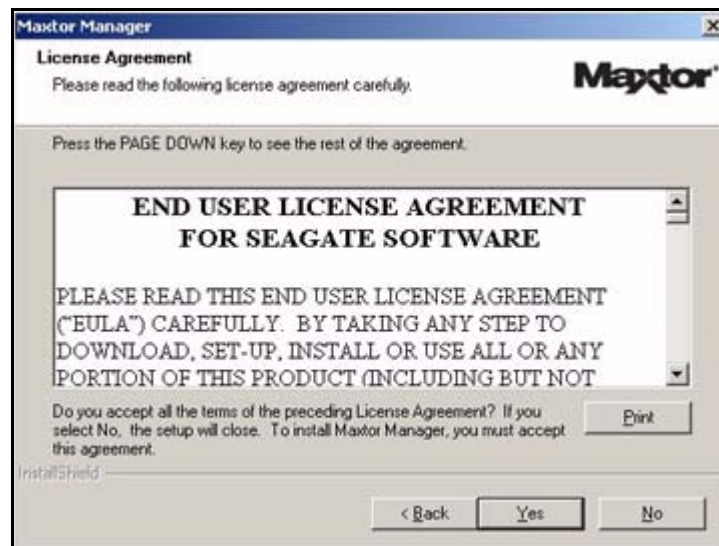 Maxtor Manager
License Agreement
Please read the following license agreement carefully.
Maxtor
Press the PAGE DOWN key to see the rest of the agreement.
END USER LICENSE AGREEMENT
FOR SEAGATE SOFTWARE
PLEASE READ THIS END USER LICENSE AGREEMENT
("EULA") CAREFULLY. BY TAKING ANY STEP TO
DOWNLOAD, SET-UP, INSTALL OR USE ALL OR ANY
PORTION OF THIS PRODUCT (INCLUDING BUT NOT
Do you accept all the terms of the preceding License Agreement? If you
select No, the setup will close. To install Maxtor Manager, you must accept
this agreement.
Print
InstallShield
< Back
Yes
No